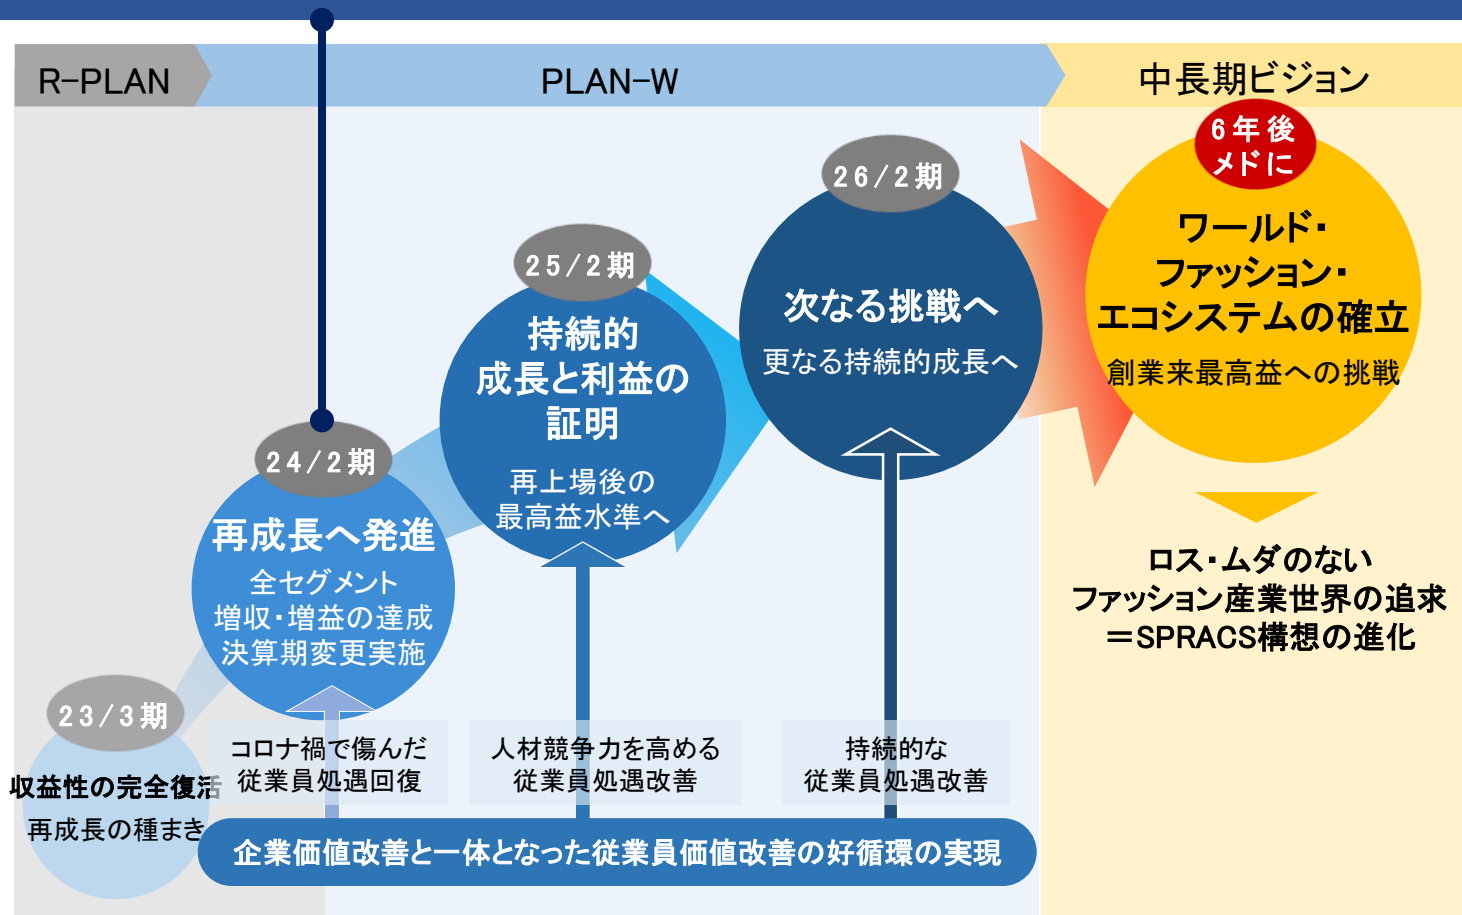 R-PLAN
PLAN-W
中長期ビジョン
23/3期
収益性の完全復活
再成長の種まき
24/2期
再成長へ発進
全セグメント
増収・増益の達成
決算期変更実施
25/2期
持続的
成長と利益の
証明
再上場後の
最高益水準へ
26/2期
次なる挑戦へ
更なる持続的成長へ
6年後
メドに
ワールド・
ファッション・
エコシステムの確立
創業来最高益への挑戦
ロス・ムダのない
ファッション産業世界の追求
＝SPRACS構想の進化
コロナ禍で傷んだ
従業員処遇回復
人材競争力を高める
従業員処遇改善
持続的な
従業員処遇改善
企業価値改善と一体となった従業員価値改善の好循環の実現